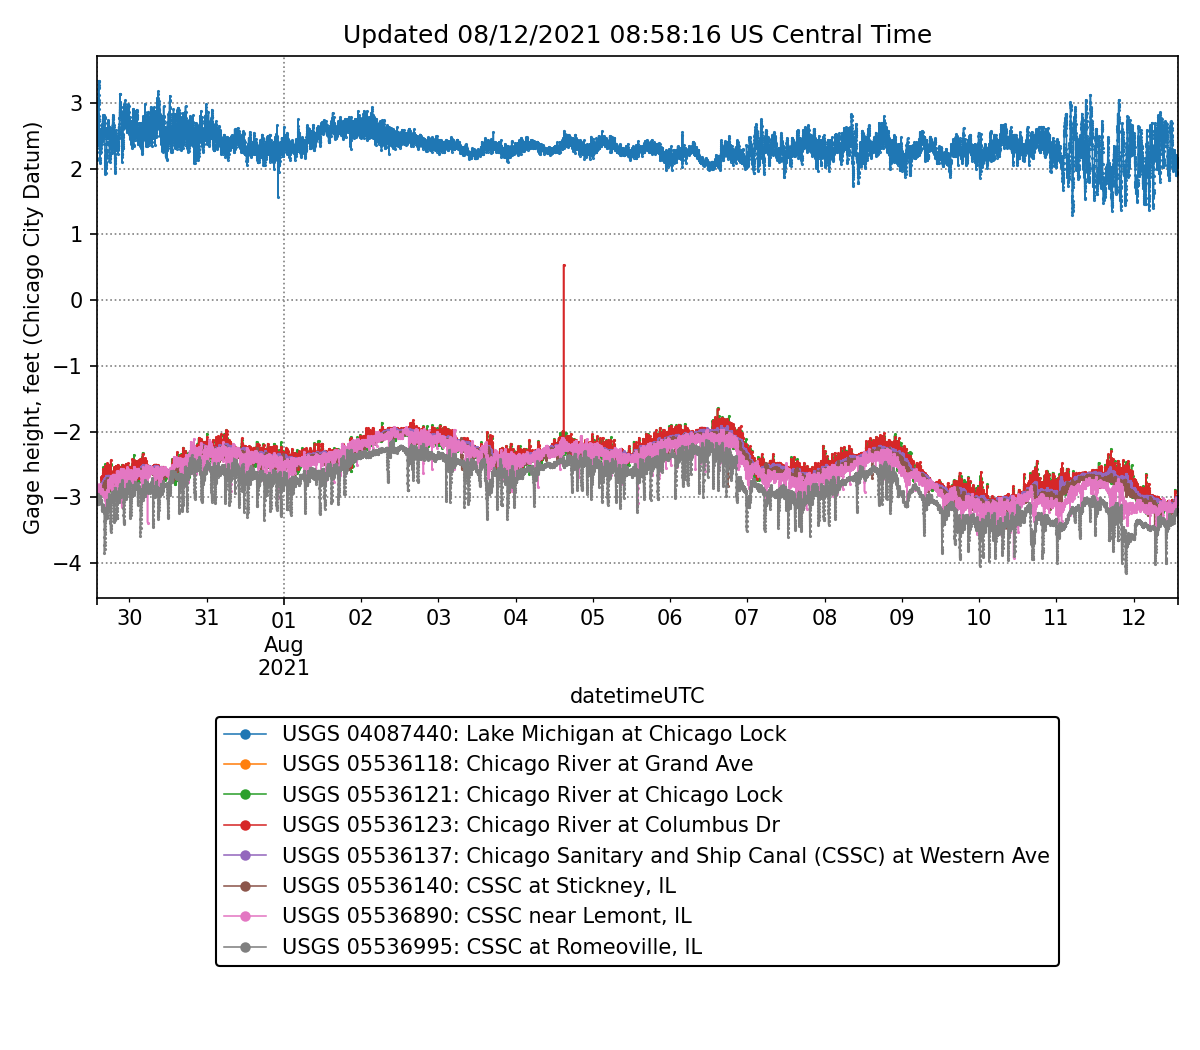 Updated 08/12/2021 08:58:16 US Central Time
Gage height, feet (Chicago City Datum)
3
2
1
0
−1
−2
−3
−4
30 31 01 02 03 04 05 06 07 08 09 10 11 12
Aug
2021
datetimeUTC
USGS 04087440: Lake Michigan at Chicago Lock
USGS 05536118: Chicago River at Grand Ave
USGS 05536121: Chicago River at Chicago Lock
USGS 05536123: Chicago River at Columbus Dr
USGS 05536137: Chicago Sanitary and Ship Canal (CSSC) at Western Ave
USGS 05536140: CSSC at Stickney, IL
USGS 05536890: CSSC near Lemont, IL
USGS 05536995: CSSC at Romeoville, IL